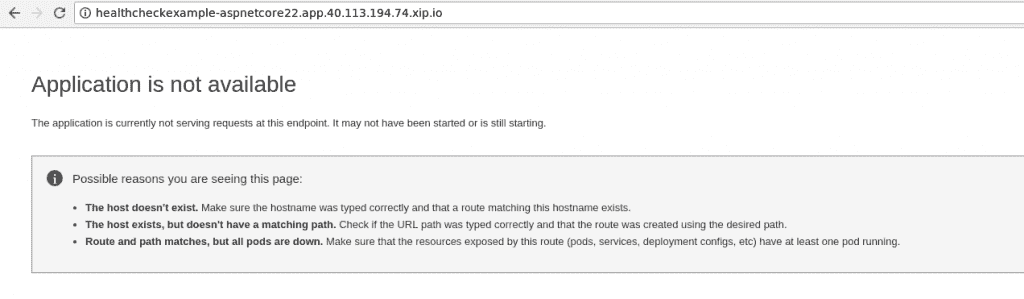 healthcheckexample-aspnetcore22.app.40.113.194.74.xip.io
Application is not available
The application is currently not serving requests at this endpoint. It may not have been started or is still starting.
Possible reasons you are seeing this page:
• The host doesn't exist. Make sure the hostname was typed correctly and that a route matching this hostname exists.
• The host exists, but doesn't have a matching path. Check if the URL path was typed correctly and that the route was created using the desired path.
• Route and path matches, but all pods are down. Make sure that the resources exposed by this route (pods, services, deployment configs, etc) have at least one pod running.